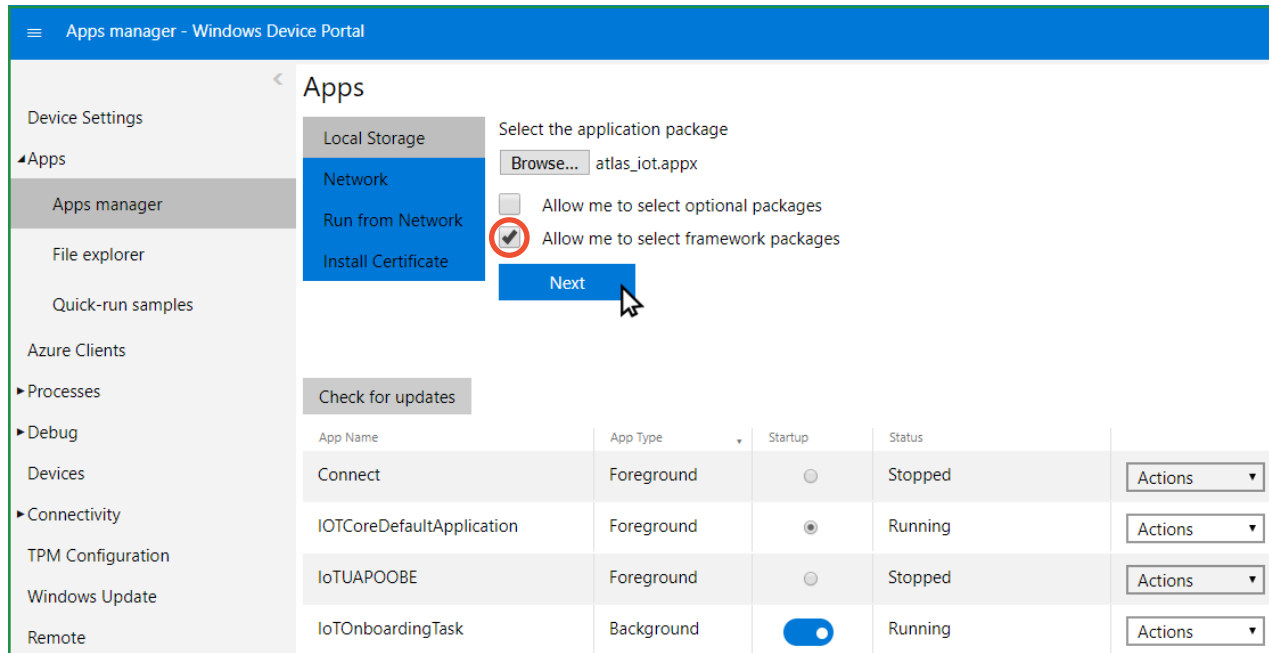 Apps manager - Windows Device Portal
Device Settings
Apps
Apps manager
File explorer
Quick-run samples
Azure Clients
Processes
Debug
Devices
Connectivity
TPM Configuration
Windows Update
Remote
Apps
Local Storage
Network
Run from Network
Install Certificate
Select the application package
Browse... atlas_iot.appx
Allow me to select optional packages
Allow me to select framework packages
Next
Check for updates
App Name App Type Startup Status
Connect Foreground Stopped Actions
IOTCoreDefaultApplication Foreground Running Actions
IoTUAPOOBE Foreground Stopped Actions
IoTOnboardingTask Background Running Actions